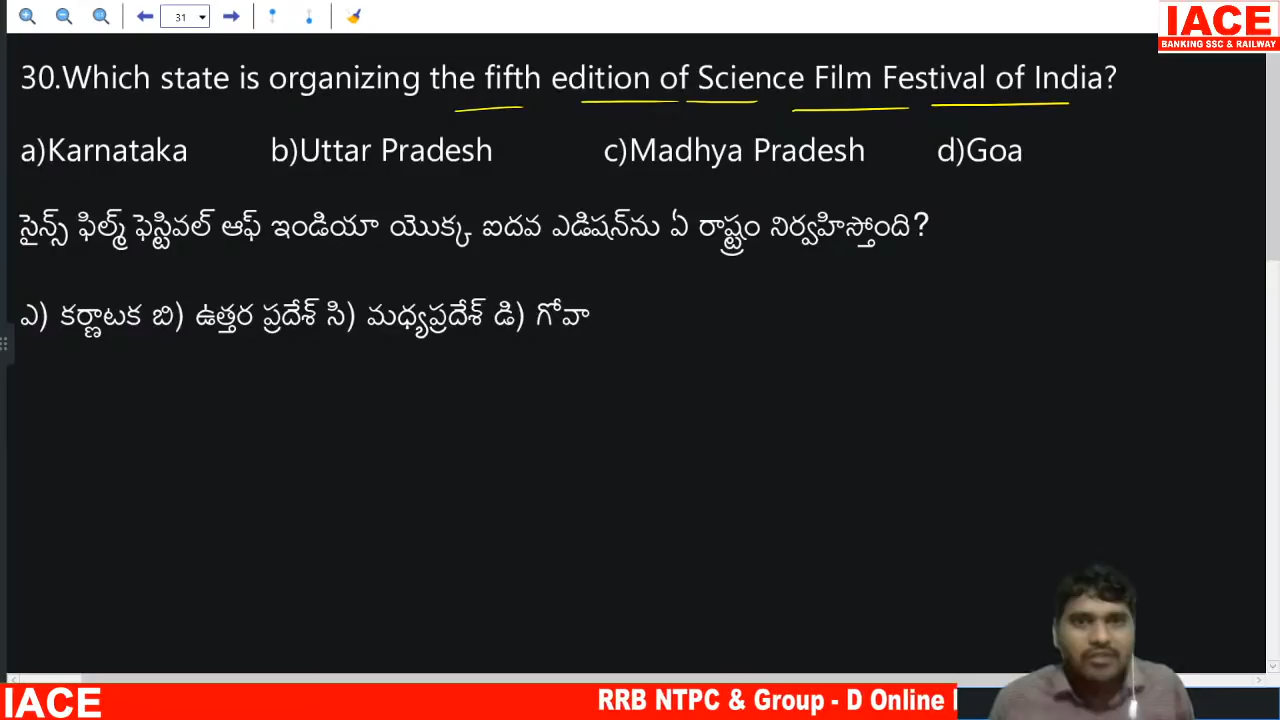 31
IACE
BANKING SSC & RAILWAY
30.Which state is organizing the fifth edition of Science Film Festival of India?
a)Karnataka b)Uttar Pradesh c)Madhya Pradesh d)Goa
సైన్స్ ఫిల్మ్ ఫెస్టివల్ ఆఫ్ ఇండియా యొక్క ఐదవ ఎడిషన్‌ను ఏ రాష్ట్రం నిర్వహిస్తోంది?
ఎ) కర్ణాటక బి) ఉత్తర ప్రదేశ్ సి) మధ్యప్రదేశ్ డి) గోవా
IACE
RRB NTPC & Group - D Online